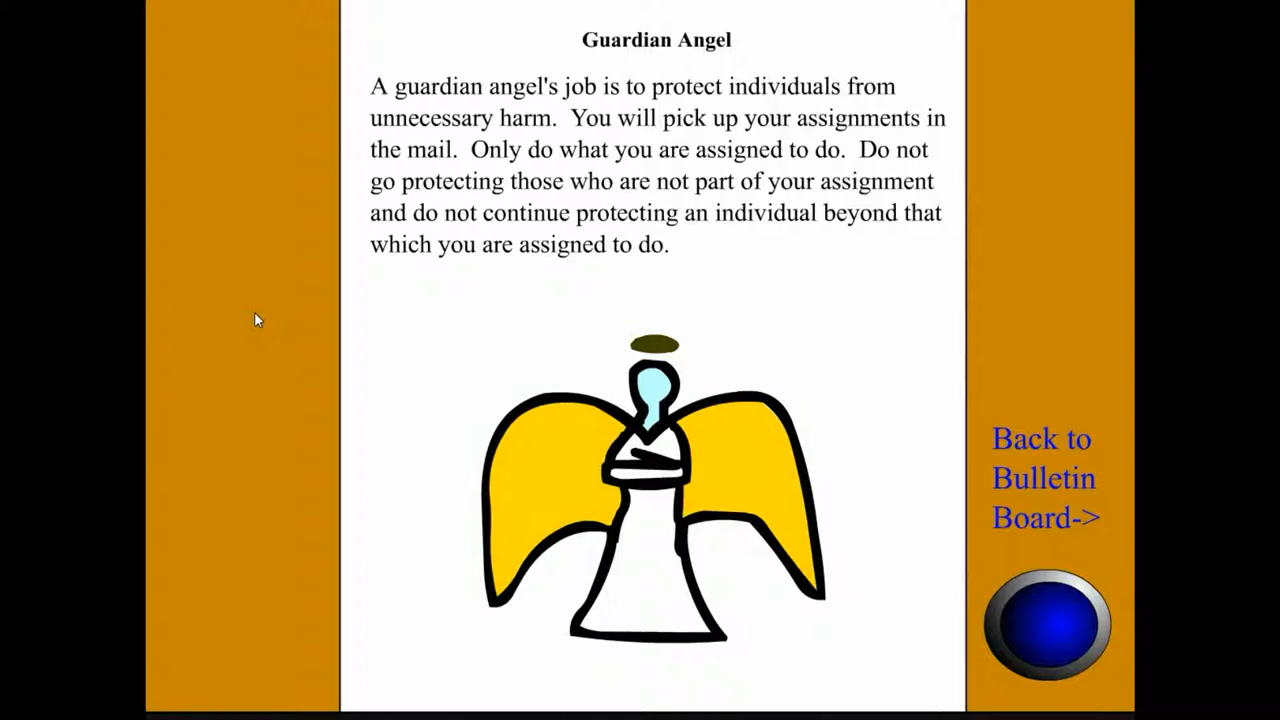 Guardian Angel
A guardian angel's job is to protect individuals from
unnecessary harm.  You will pick up your assignments in
the mail.  Only do what you are assigned to do.  Do not
go protecting those who are not part of your assignment
and do not continue protecting an individual beyond that
which you are assigned to do.
Back to
Bulletin
Board->